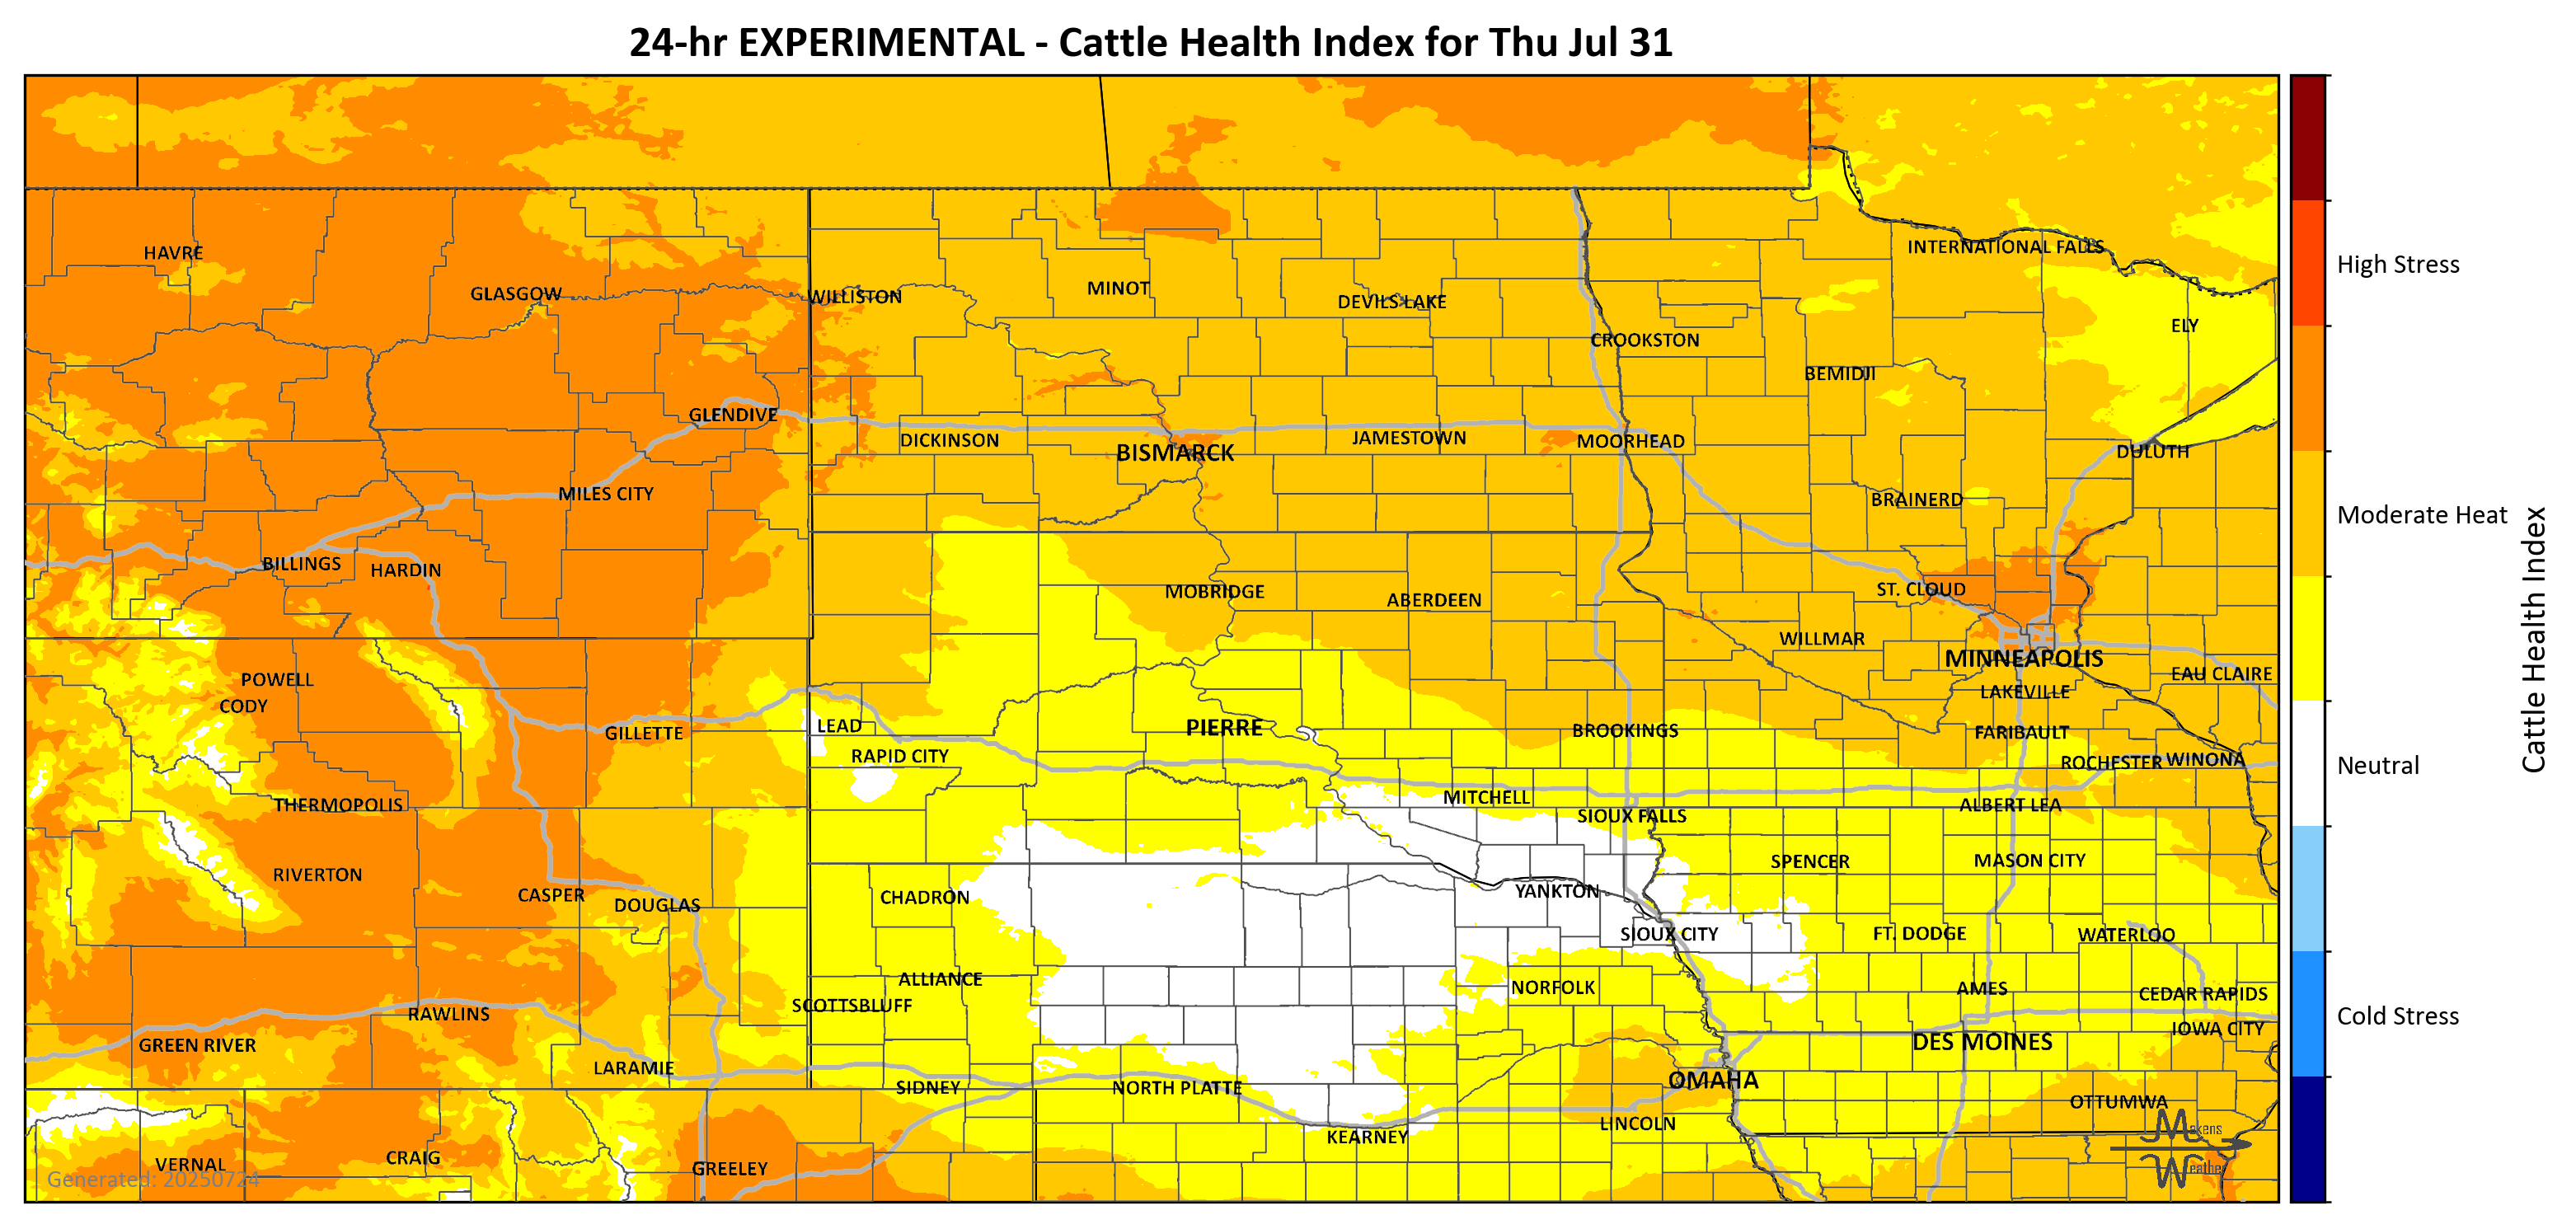 24-hr EXPERIMENTAL - Cattle Health Index for Thu Jul 31
HAVRE
INTERNATIONAL FALLS
GLASGOW
WILLISTON
MINOT
DEVILS LAKE
ELY
CROOKSTON
BEMIDJI
GLENDIVE
DICKINSON
BISMARCK
JAMESTOWN
MOORHEAD
DULUTH
MILES CITY
BRAINERD
BILLINGS
HARDIN
MOBRIDGE
ABERDEEN
ST. CLOUD
WILLMAR
MINNEAPOLIS
EAU CLAIRE
POWELL
CODY
LAKEVILLE
GILLETTE
LEAD
PIERRE
BROOKINGS
FARIBAULT
RAPID CITY
ROCHESTER
WINONA
THERMOPOLIS
MITCHELL
SIOUX FALLS
ALBERT LEA
RIVERTON
SPENCER
MASON CITY
CASPER
DOUGLAS
CHADRON
YANKTON
SIOUX CITY
FT. DODGE
WATERLOO
ALLIANCE
NORFOLK
AMES
CEDAR RAPIDS
SCOTTSBLUFF
RAWLINS
IOWA CITY
GREEN RIVER
DES MOINES
LARAMIE
SIDNEY
NORTH PLATTE
OMAHA
OTTUMWA
LINCOLN
KEARNEY
VERNAL
CRAIG
GREELEY
Generated: 20250724
Makens
Weather
High Stress
Moderate Heat
Neutral
Cold Stress
Cattle Health Index